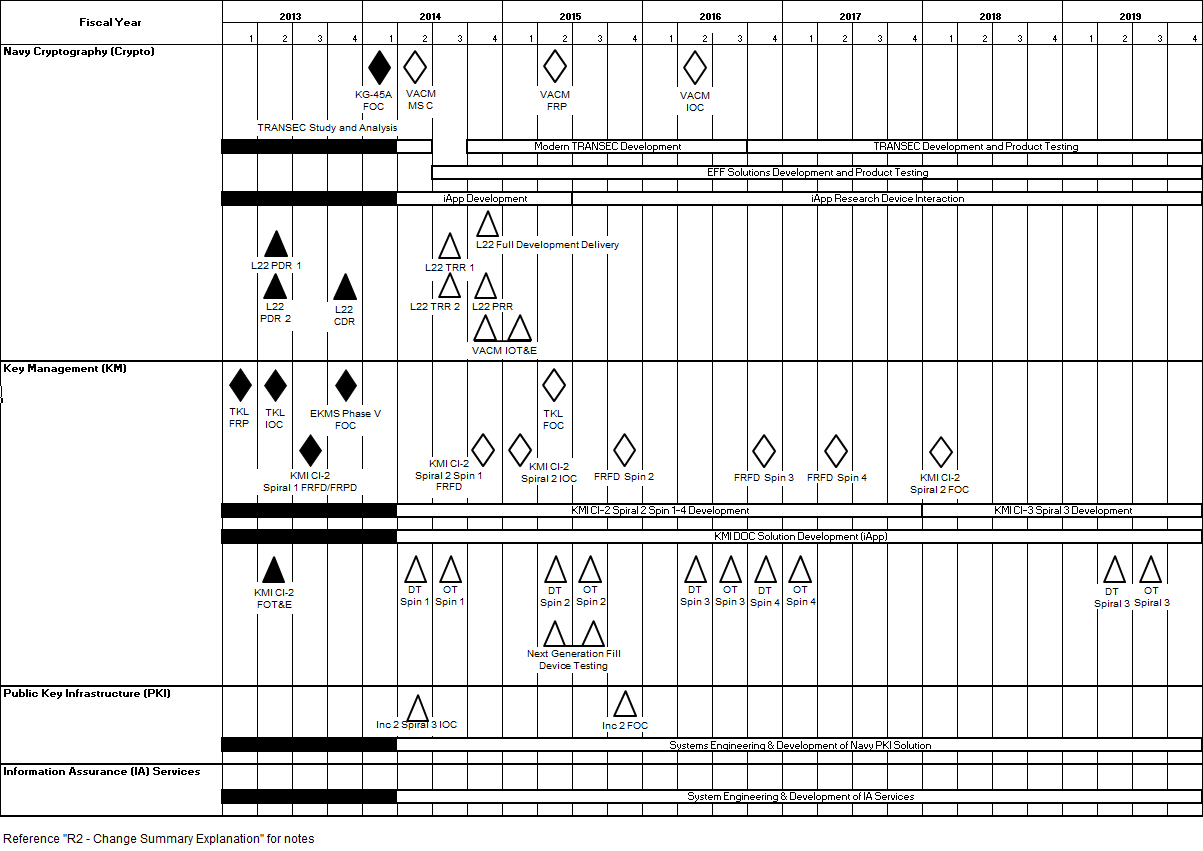 Fiscal Year
2013 2014 2015 2016 2017 2018 2019
1 2 3 4 1 2 3 4 1 2 3 4 1 2 3 4 1 2 3 4 1 2 3 4 1 2 3 4
Navy Cryptography (Crypto)
KG-45A
FOC
VACM
MS C
VACM
FRP
VACM
IOC
TRANSEC Study and Analysis
Modern TRANSEC Development
TRANSEC Development and Product Testing
EFF Solutions Development and Product Testing
iApp Development
iApp Research Device Interaction
L22 Full Development Delivery
L22 PDR 1
L22 TRR 1
L22
PDR 2
L22
CDR
L22 TRR 2
L22 PRR
VACM IOT&E
Key Management (KM)
TKL
FRP
TKL
IOC
EKMS Phase V
FOC
TKL
FOC
KMI CI-2
Spiral 1 FRFD/FRPD
KMI CI-2
Spiral 2 Spin 1
FRFD
KMI CI-2
Spiral 2 IOC
FRFD Spin 2
FRFD Spin 3
FRFD Spin 4
KMI CI-2
Spiral 2 FOC
KMI CI-2 Spiral 2 Spin 1-4 Development
KMI CI-3 Spiral 3 Development
KMI DOC Solution Development (iApp)
KMI CI-2
FOT&E
DT
Spin 1
OT
Spin 1
DT
Spin 2
OT
Spin 2
DT
Spin 3
OT
Spin 3
DT
Spin 4
OT
Spin 4
DT
Spiral 3
OT
Spiral 3
Next Generation Fill
Device Testing
Public Key Infrastructure (PKI)
Inc 2 Spiral 3 IOC
Inc 2 FOC
Systems Engineering & Development of Navy PKI Solution
Information Assurance (IA) Services
System Engineering & Development of IA Services
Reference "R2 - Change Summary Explanation" for notes